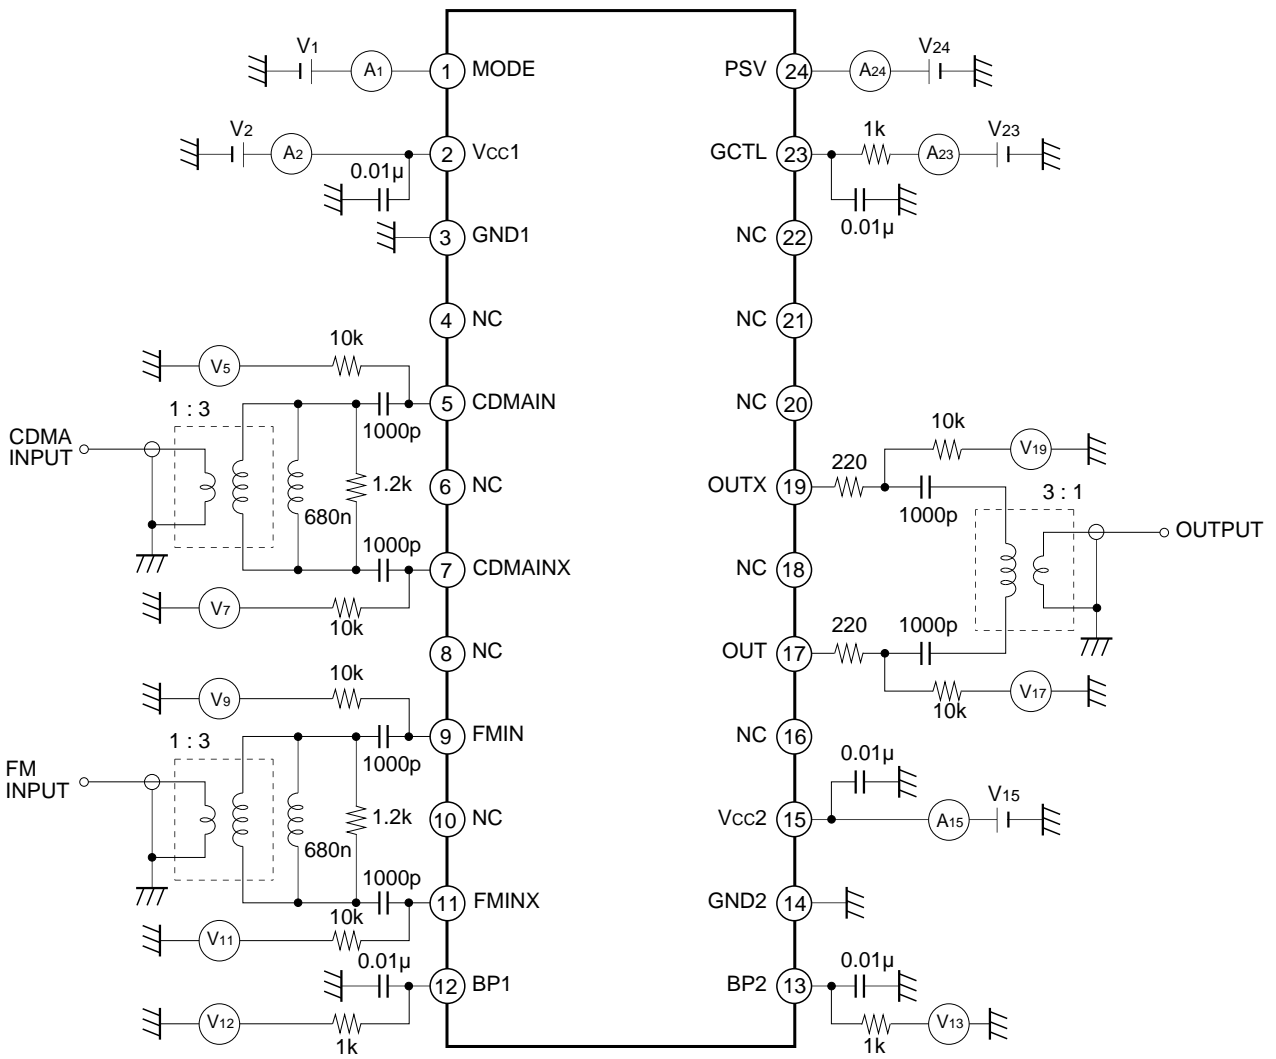 V1
A1
1
MODE
V2
A2
2
Vcc1
0.01µ
3
GND1
4
NC
10k
V5
5
CDMAIN
1 : 3
1000p
CDMA
INPUT
6
NC
1.2k
680n
1000p
7
CDMAINX
V7
10k
8
NC
10k
V9
9
FMIN
1 : 3
1000p
FM
INPUT
10
NC
1.2k
680n
1000p
11
FMINX
10k
V11
0.01µ
12
BP1
V12
1k
PSV
24
A24
V24
GCTL
23
1k
A23
V23
0.01µ
NC
22
NC
21
NC
20
10k
V19
220
OUTX
19
1000p
3 : 1
OUTPUT
NC
18
220
1000p
OUT
17
10k
V17
NC
16
0.01µ
Vcc2
15
A15
V15
GND2
14
0.01µ
BP2
13
1k
V13